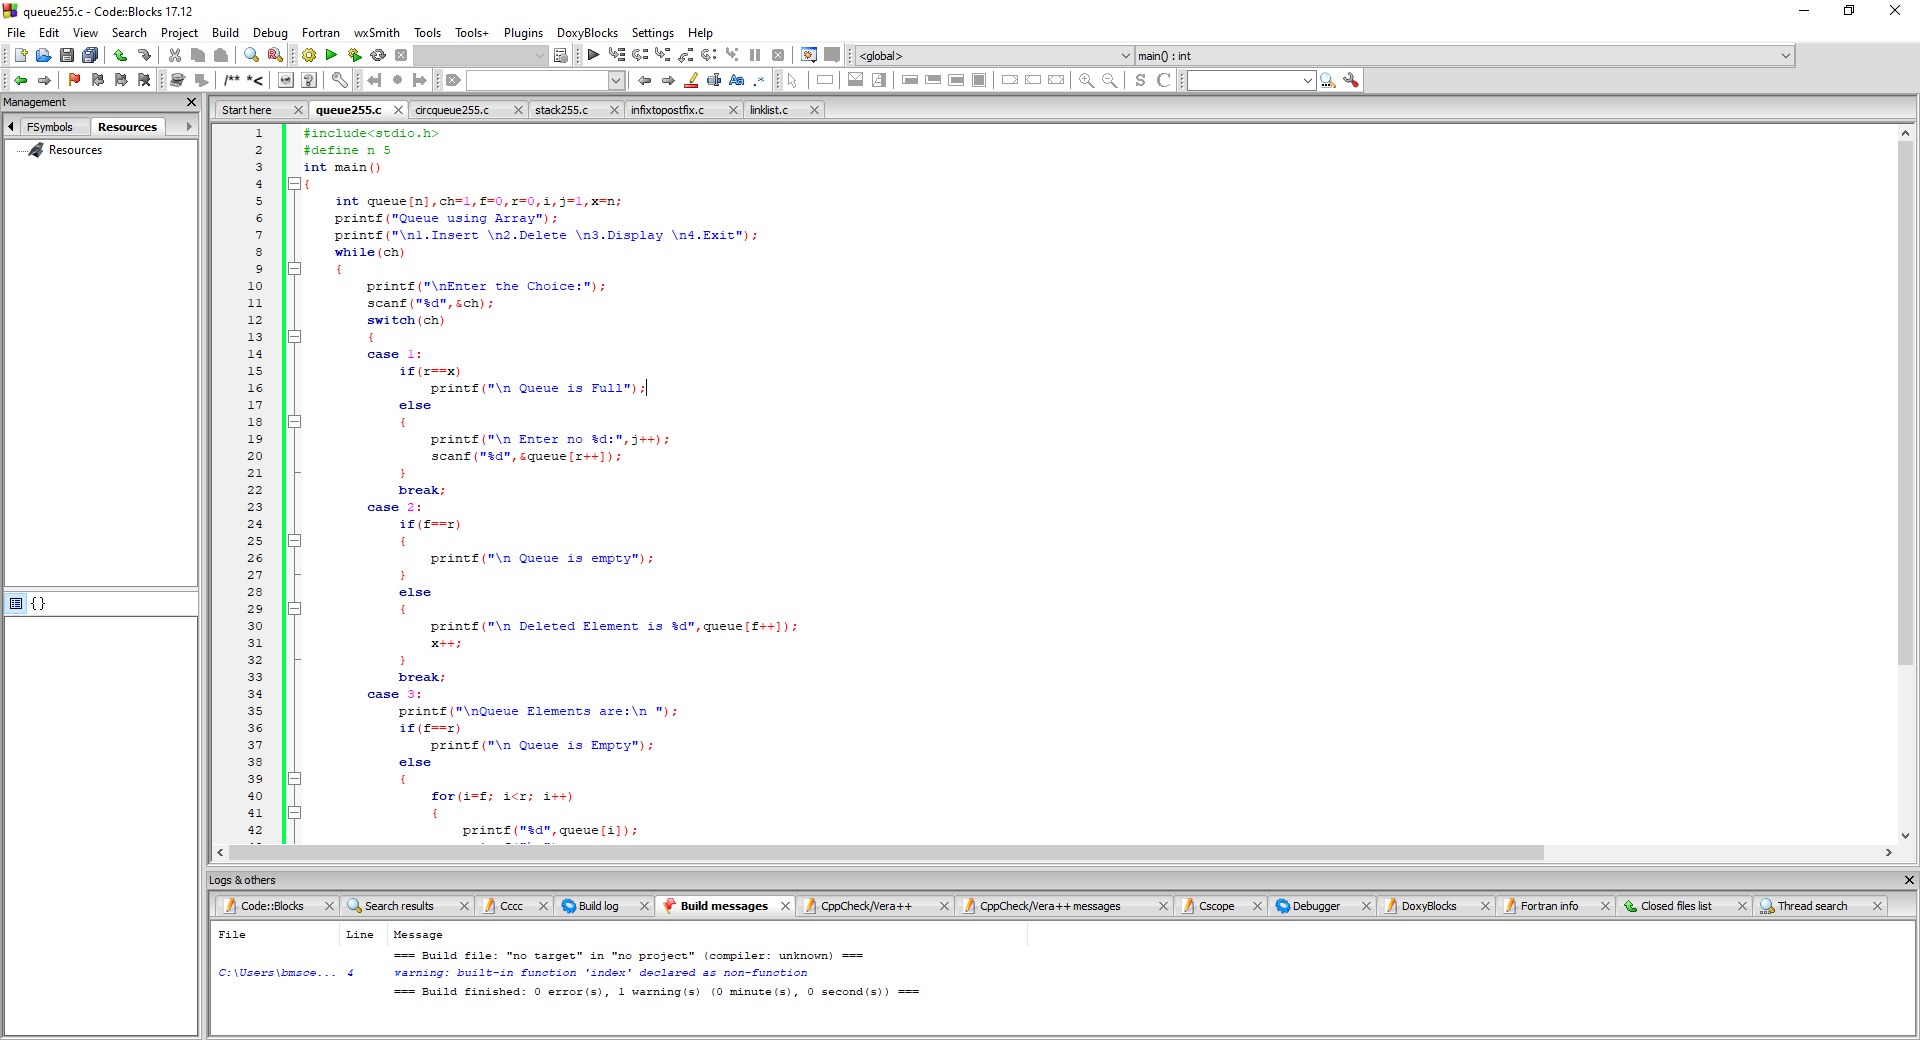 queue255.c - Code::Blocks 17.12
File Edit View Search Project Build Debug Fortran wxSmith Tools Tools+ Plugins DoxyBlocks Settings Help
<global> main() : int
/** *< Aa .* S C
Management
FSymbols Resources
Resources
{}
Start here queue255.c circqueue255.c stack255.c infixtopostfix.c linklist.c
1 #include<stdio.h>
2 #define n 5
3 int main()
4 {
5 int queue[n],ch=1,f=0,r=0,i,j=1,x=n;
6 printf("Queue using Array");
7 printf("\n1.Insert \n2.Delete \n3.Display \n4.Exit");
8 while(ch)
9 {
10 printf("\nEnter the Choice:");
11 scanf("%d",&ch);
12 switch(ch)
13 {
14 case 1:
15 if(r==x)
16 printf("\n Queue is Full");
17 else
18 {
19 printf("\n Enter no %d:",j++);
20 scanf("%d",&queue[r++]);
21 }
22 break;
23 case 2:
24 if(f==r)
25 {
26 printf("\n Queue is empty");
27 }
28 else
29 {
30 printf("\n Deleted Element is %d",queue[f++]);
31 x++;
32 }
33 break;
34 case 3:
35 printf("\nQueue Elements are:\n ");
36 if(f==r)
37 printf("\n Queue is Empty");
38 else
39 {
40 for(i=f; i<r; i++)
41 {
42 printf("%d",queue[i]);
Logs & others
Code::Blocks Search results Cccc Build log Build messages CppCheck/Vera++ CppCheck/Vera++ messages Cscope Debugger DoxyBlocks Fortran info Closed files list Thread search
File Line Message
=== Build file: "no target" in "no project" (compiler: unknown) ===
C:\Users\bmsce... 4 warning: built-in function 'index' declared as non-function
=== Build finished: 0 error(s), 1 warning(s) (0 minute(s), 0 second(s)) ===